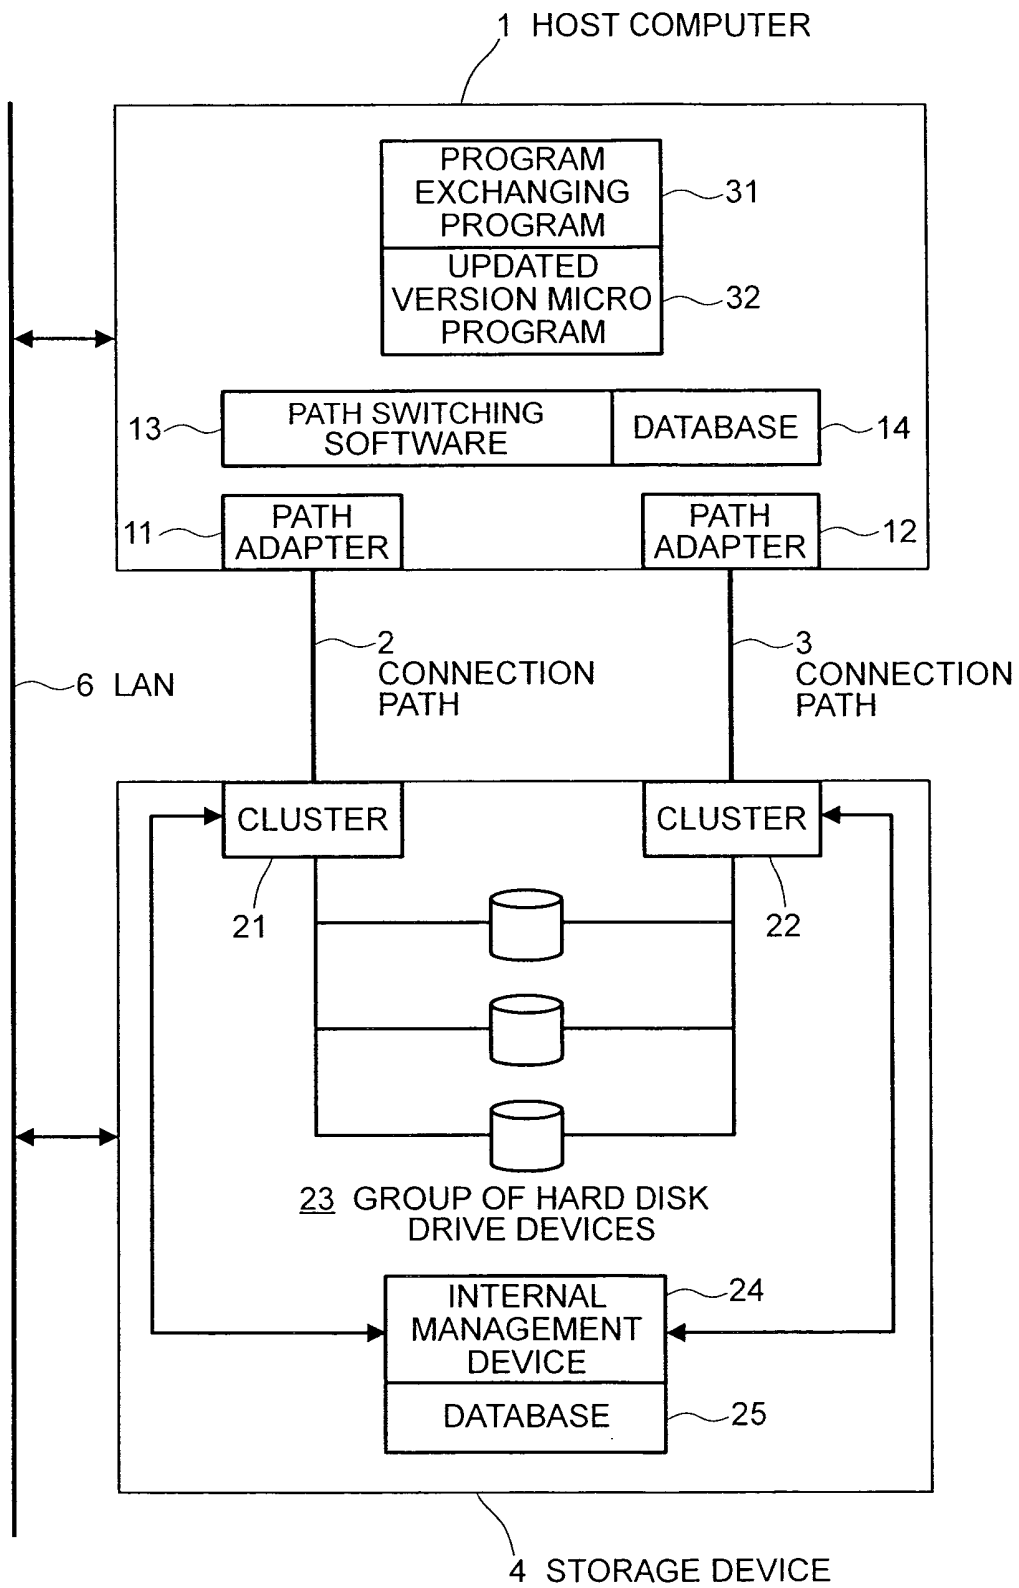 1 HOST COMPUTER
PROGRAM
EXCHANGING
PROGRAM
31
UPDATED
VERSION MICRO
PROGRAM
32
13
PATH SWITCHING
SOFTWARE
DATABASE
14
11
PATH
ADAPTER
PATH
ADAPTER
12
2
CONNECTION
PATH
3
CONNECTION
PATH
6 LAN
CLUSTER
CLUSTER
21
22
23 GROUP OF HARD DISK
DRIVE DEVICES
INTERNAL
MANAGEMENT
DEVICE
24
DATABASE
25
4 STORAGE DEVICE